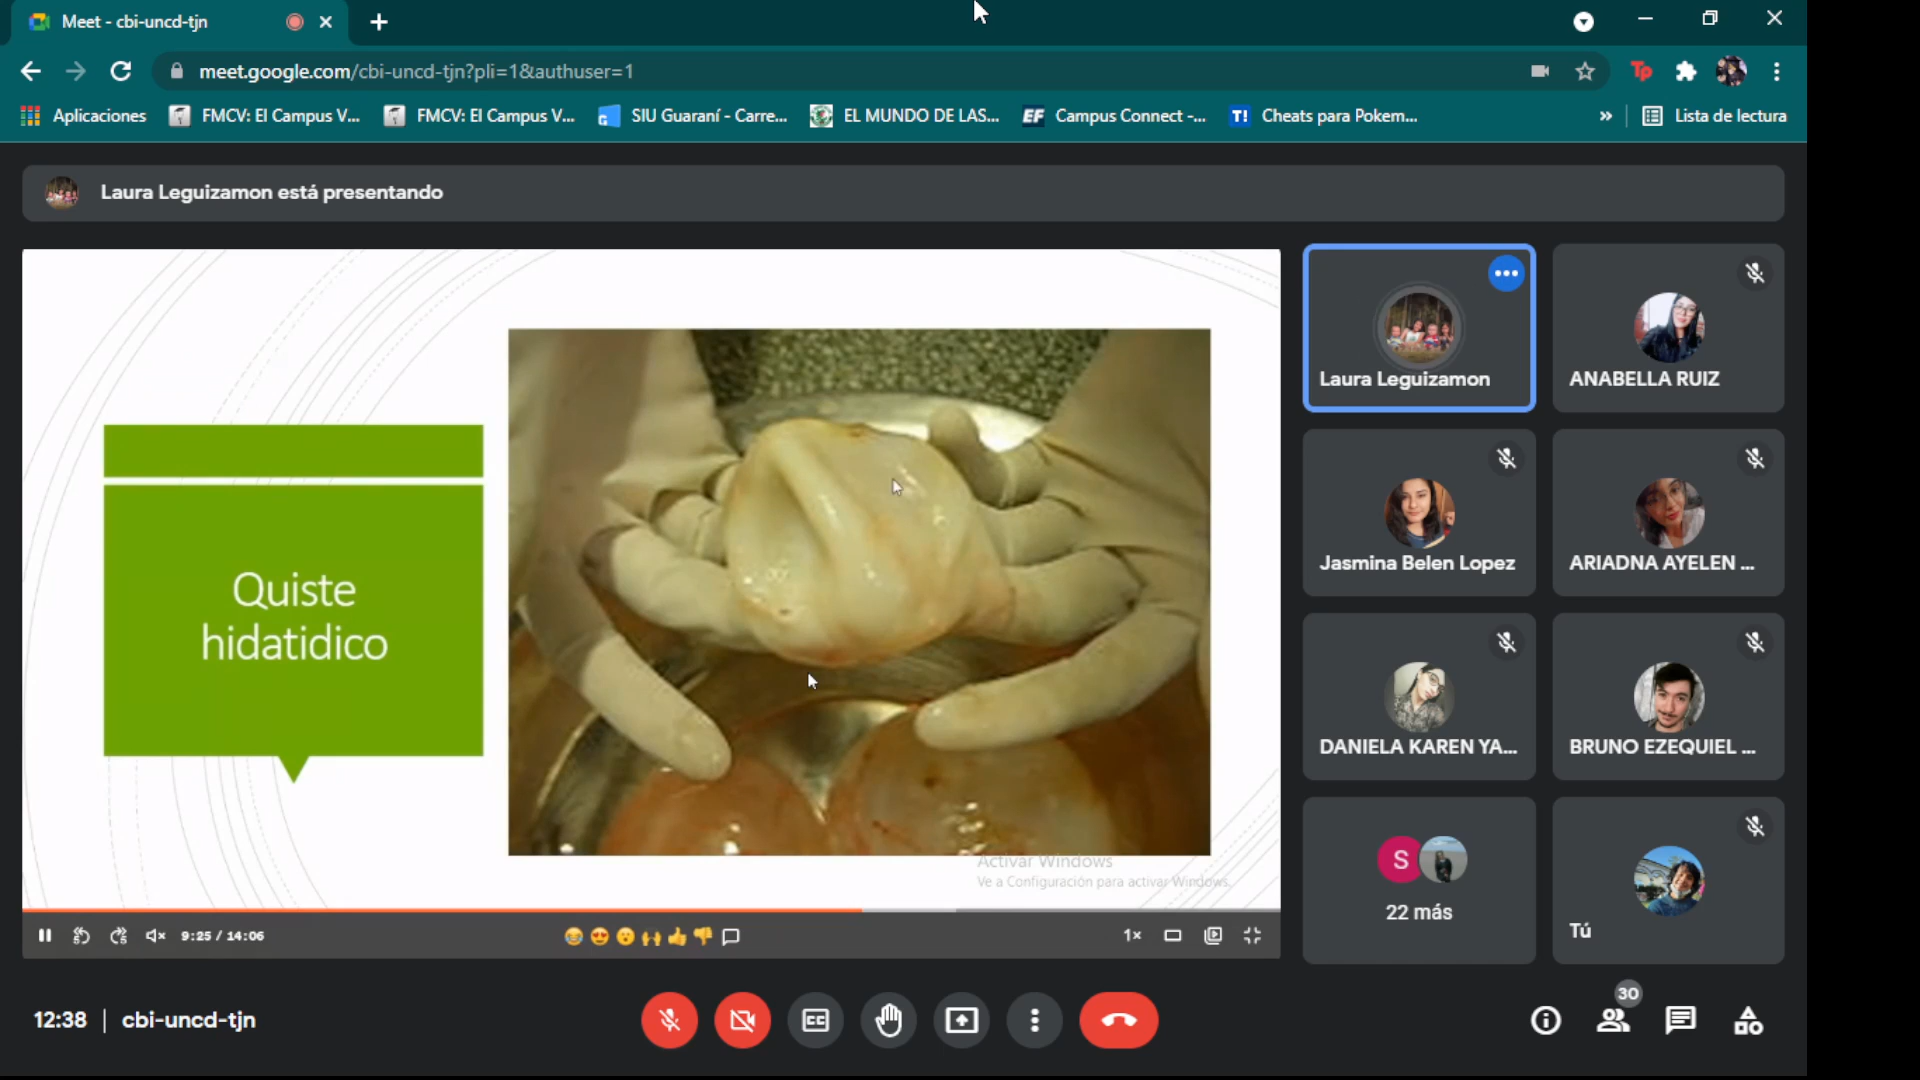 Meet - cbi-uncd-tjn
meet.google.com/cbi-uncd-tjn?pli=1&authuser=1
Tp
Aplicaciones
FMCV: El Campus V...
FMCV: El Campus V...
SIU Guaraní - Carre...
EL MUNDO DE LAS...
EF Campus Connect -...
T! Cheats para Pokem...
»
Lista de lectura
Laura Leguizamon está presentando
Quiste
hidatidico
Activar Windows
Ve a Configuración para activar Windows.
9:25 / 14:06
1×
Laura Leguizamon
ANABELLA RUIZ
Jasmina Belen Lopez
ARIADNA AYELEN ...
DANIELA KAREN YA...
BRUNO EZEQUIEL ...
S
22 más
Tú
12:38 | cbi-uncd-tjn
30